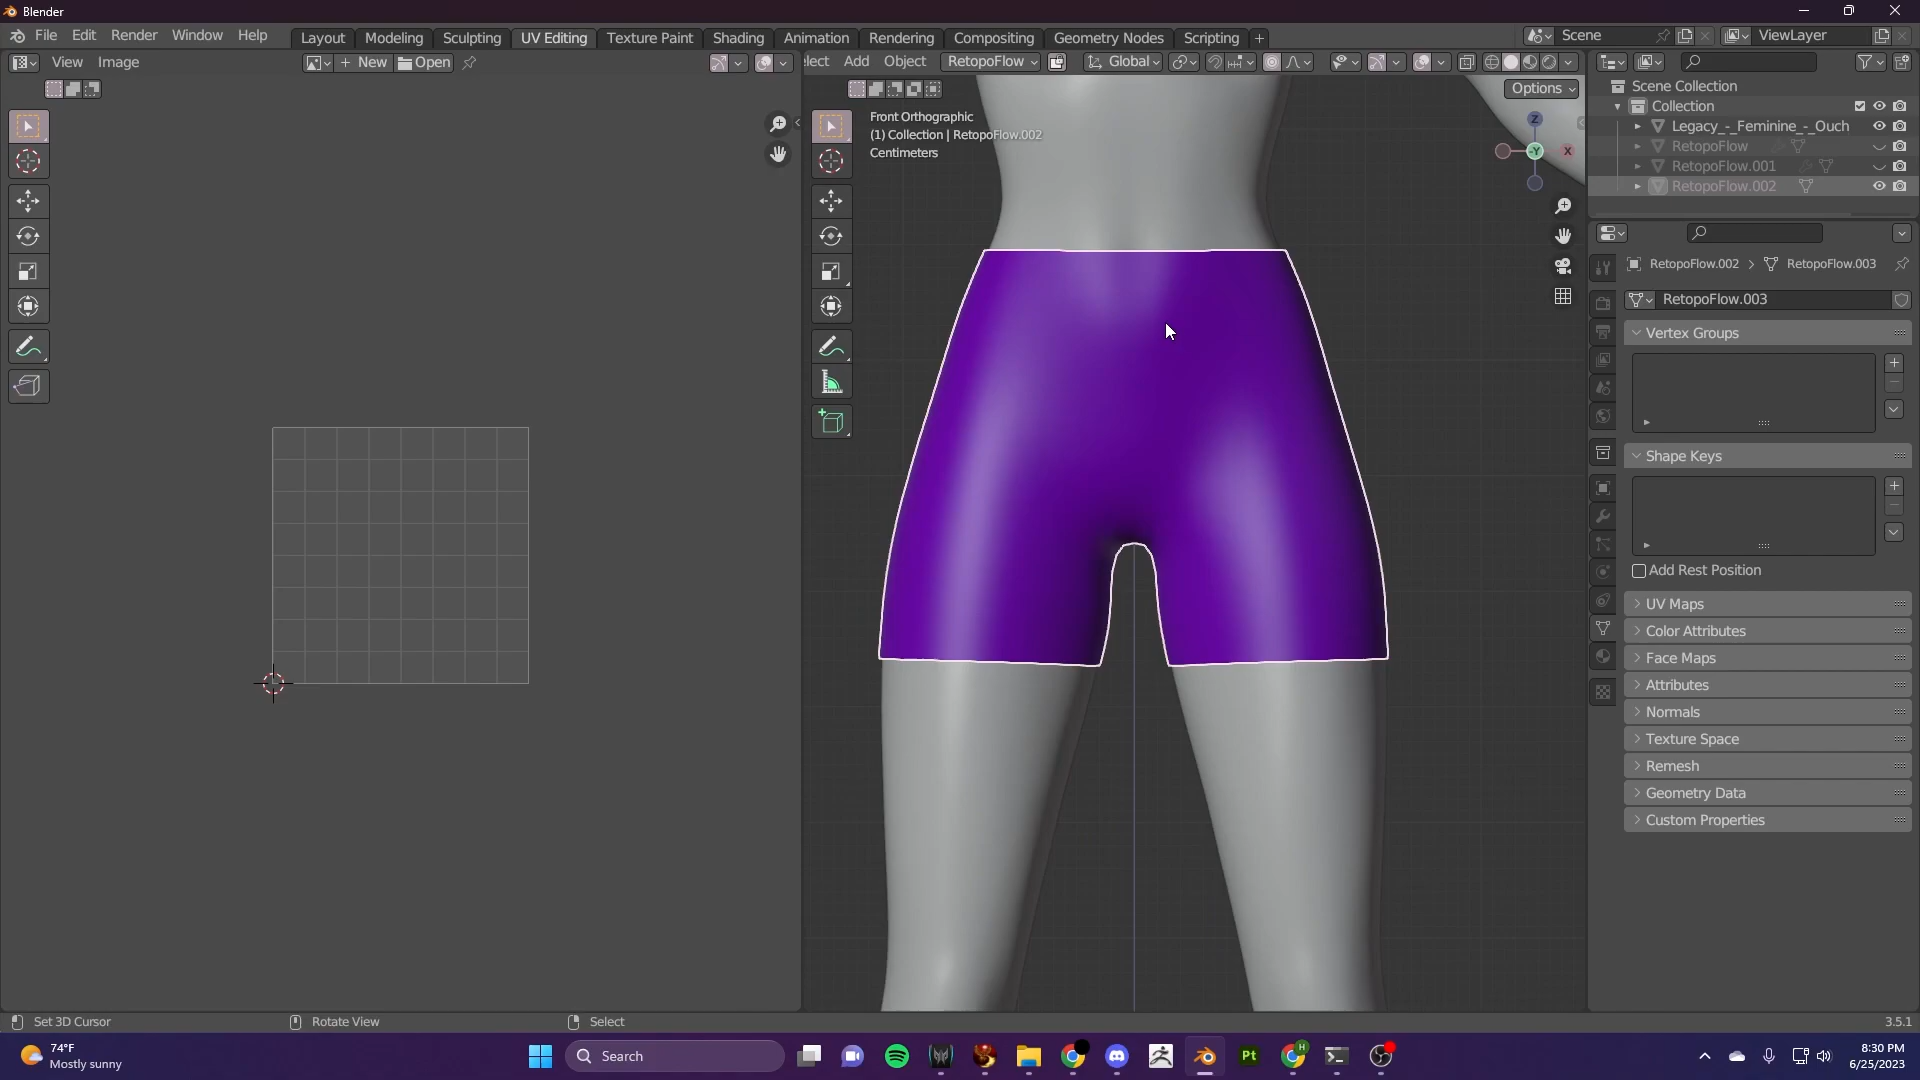 Blender
File Edit Render Window Help
Layout Modeling Sculpting UV Editing Texture Paint Shading Animation Rendering Compositing Geometry Nodes Scripting +
Scene
ViewLayer
View Image
+ New Open
lect Add Object RetopoFlow Global
Options
Front Orthographic
(1) Collection | RetopoFlow.002
Centimeters
Z
-Y
X
Scene Collection
Collection
Legacy_-_Feminine_-_Ouch
RetopoFlow
RetopoFlow.001
RetopoFlow.002
RetopoFlow.002 > RetopoFlow.003
RetopoFlow.003
Vertex Groups
Shape Keys
Add Rest Position
UV Maps
Color Attributes
Face Maps
Attributes
Normals
Texture Space
Remesh
Geometry Data
Custom Properties
Set 3D Cursor
Rotate View
Select
3.5.1
74°F
Mostly sunny
Search
Pt
H
8:30 PM
6/25/2023